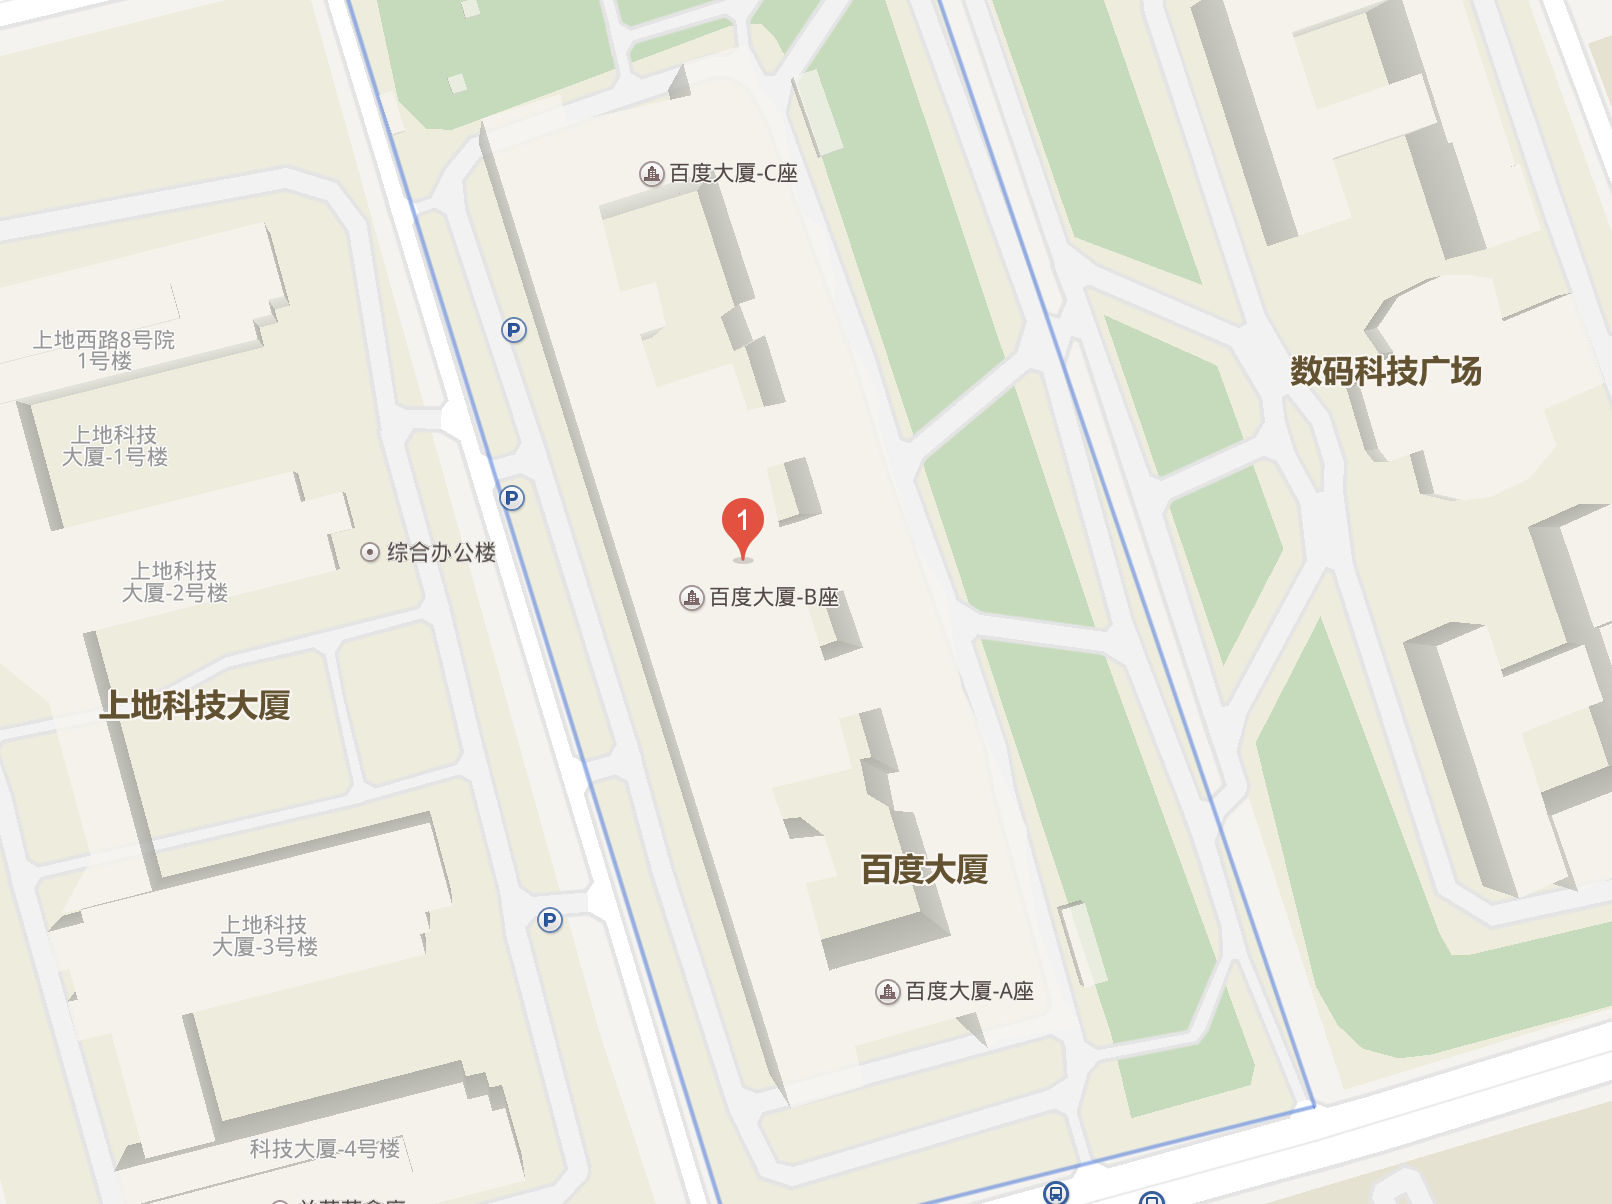 百度大厦-C座
P
上地西路8号院
1号楼
数码科技广场
上地科技
大厦-1号楼
P
1
综合办公楼
上地科技
大厦-2号楼
百度大厦-B座
上地科技大厦
百度大厦
上地科技
大厦-3号楼
P
百度大厦-A座
科技大厦-4号楼